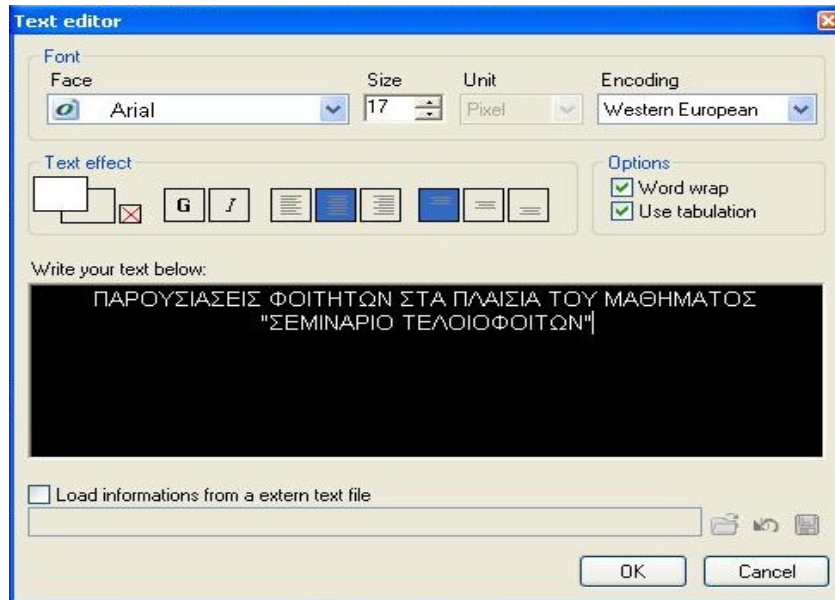 Text editor
Font
Face Size Unit Encoding
Arial 17 Pixel Western European
Text effect Options
G I Word wrap
Use tabulation
Write your text below:
ΠΑΡΟΥΣΙΑΣΕΙΣ ΦΟΙΤΗΤΩΝ ΣΤΑ ΠΛΑΙΣΙΑ ΤΟΥ ΜΑΘΗΜΑΤΟΣ
"ΣΕΜΙΝΑΡΙΟ ΤΕΛΟΙΟΦΟΙΤΩΝ"
Load informations from a extern text file
OK Cancel